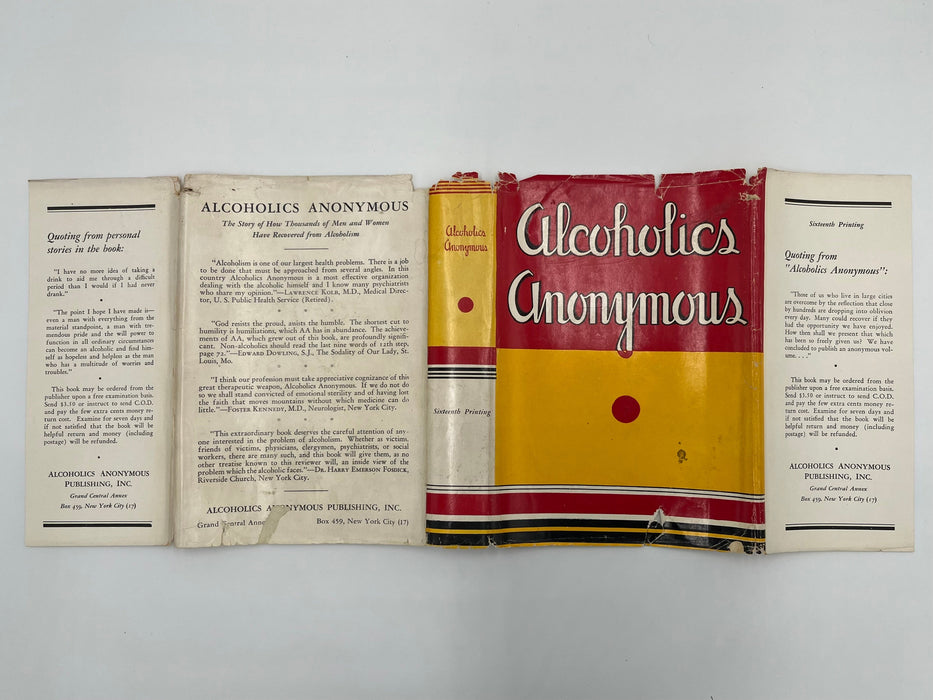 Quoting from personal
stories in the book:
"I have no more idea of taking a
drink to aid me through a difficult
period than I would if I had never
drank."
"The point I hope I have made is—
even a man with everything from the
material standpoint, a man with tre-
mendous pride and the will power to
function in all ordinary circumstances
can become an alcoholic and find him-
self as hopeless and helpless as the man
who has a multitude of worries and
troubles."
This book may be ordered from the
publisher upon a free examination basis.
Send $3.50 or instruct to send C.O.D.
and pay the few extra cents money re-
turn cost. Examine for seven days and
if not satisfied that the book will be
helpful return and money (including
postage) will be refunded.
ALCOHOLICS ANONYMOUS
PUBLISHING, INC.
Grand Central Annex
Box 459, New York City (17)
ALCOHOLICS ANONYMOUS
The Story of How Thousands of Men and Women
Have Recovered from Alcoholism
"Alcoholism is one of our largest health problems. There is a job
to be done that must be approached from several angles. In this
country Alcoholics Anonymous is a most effective organization
dealing with the alcoholic himself and I know many psychiatrists
who share my opinion."—LAWRENCE KOLB, M.D., Medical Direc-
tor, U. S. Public Health Service (Retired).
"God resists the proud, assists the humble. The shortest cut to
humility is humiliations, which AA has in abundance. The achieve-
ments of AA, which grew out of this book, are profoundly signifi-
cant. Non-alcoholics should read the last nine words of 12th step,
page 72."—EDWARD DOWLING, S.J., The Sodality of Our Lady, St.
Louis, Mo.
"I think our profession must take appreciative cognizance of this
great therapeutic weapon, Alcoholics Anonymous. If we do not do
so we shall stand convicted of emotional sterility and of having lost
the faith that moves mountains without which medicine can do
little."—FOSTER KENNEDY, M.D., Neurologist, New York City.
"This extraordinary book deserves the careful attention of any-
one interested in the problem of alcoholism. Whether as victims,
friends of victims, physicians, clergymen, psychiatrists, or social
workers, there are many such, and this book will give them, as no
other treatise known to this reviewer will, an inside view of the
problem which the alcoholic faces."—DR. HARRY EMERSON FOSDICK,
Riverside Church, New York City.
ALCOHOLICS A YMOUS PUBLISHING, INC.
Grand ntral Anne Box 459, New York City (17)
Alcoholics
Anonymous
Sixteenth Printing
Alcoholics
Anonymous
Sixteenth Printing
Quoting from
"Alcoholics Anonymous":
"Those of us who live in large cities
are overcome by the reflection that close
by hundreds are dropping into oblivion
every day. Many could recover if they
had the opportunity we have enjoyed.
How then shall we present that which
has been so freely given us? We have
concluded to publish an anonymous vol-
ume. . . ."
This book may be ordered from the
publisher upon a free examination basis.
Send $3.50 or instruct to send C.O.D.
and pay the few extra cents money re-
turn cost. Examine for seven days and
if not satisfied that the book will be
helpful return and money (including
postage) will be refunded.
ALCOHOLICS ANONYMOUS
PUBLISHING, INC.
Grand Central Annex
Box 459, New York City (17)